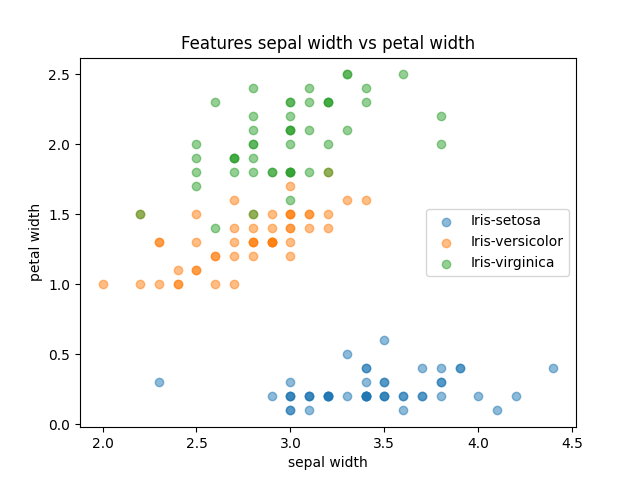 Features sepal width vs petal width
2.5
2.0
1.5
1.0
0.5
0.0
petal width
Iris-setosa
Iris-versicolor
Iris-virginica
2.0 2.5 3.0 3.5 4.0 4.5
sepal width